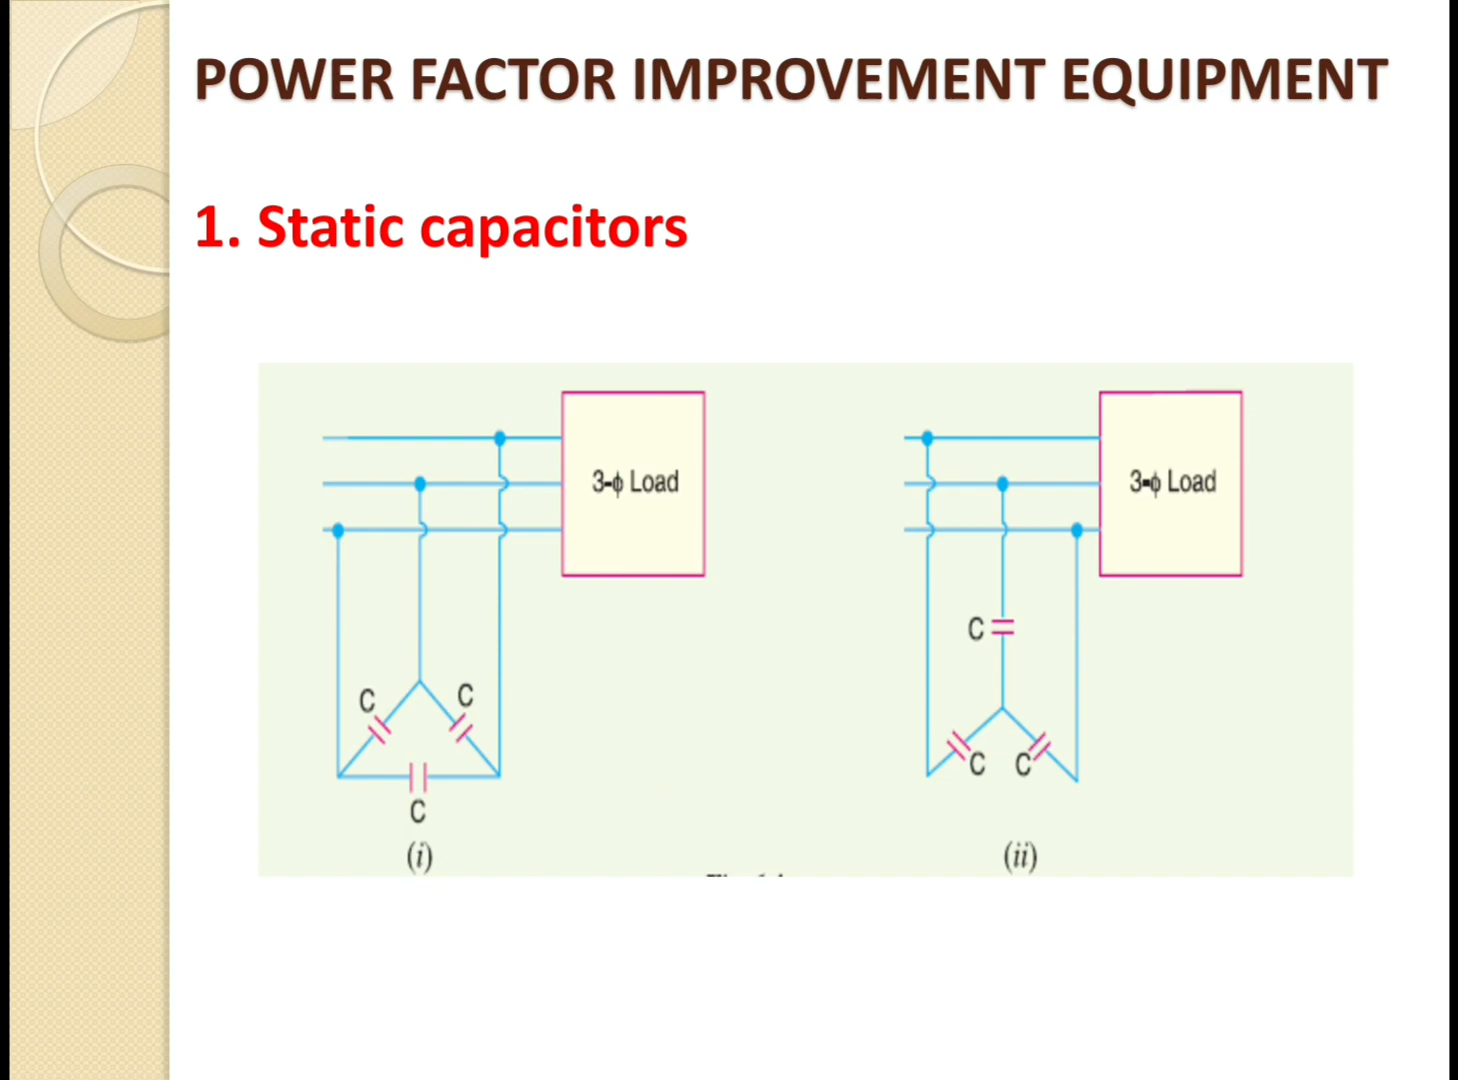 POWER FACTOR IMPROVEMENT EQUIPMENT
1. Static capacitors
3-ϕ Load
3-ϕ Load
C
C
C
C
C
C
(i)
(ii)